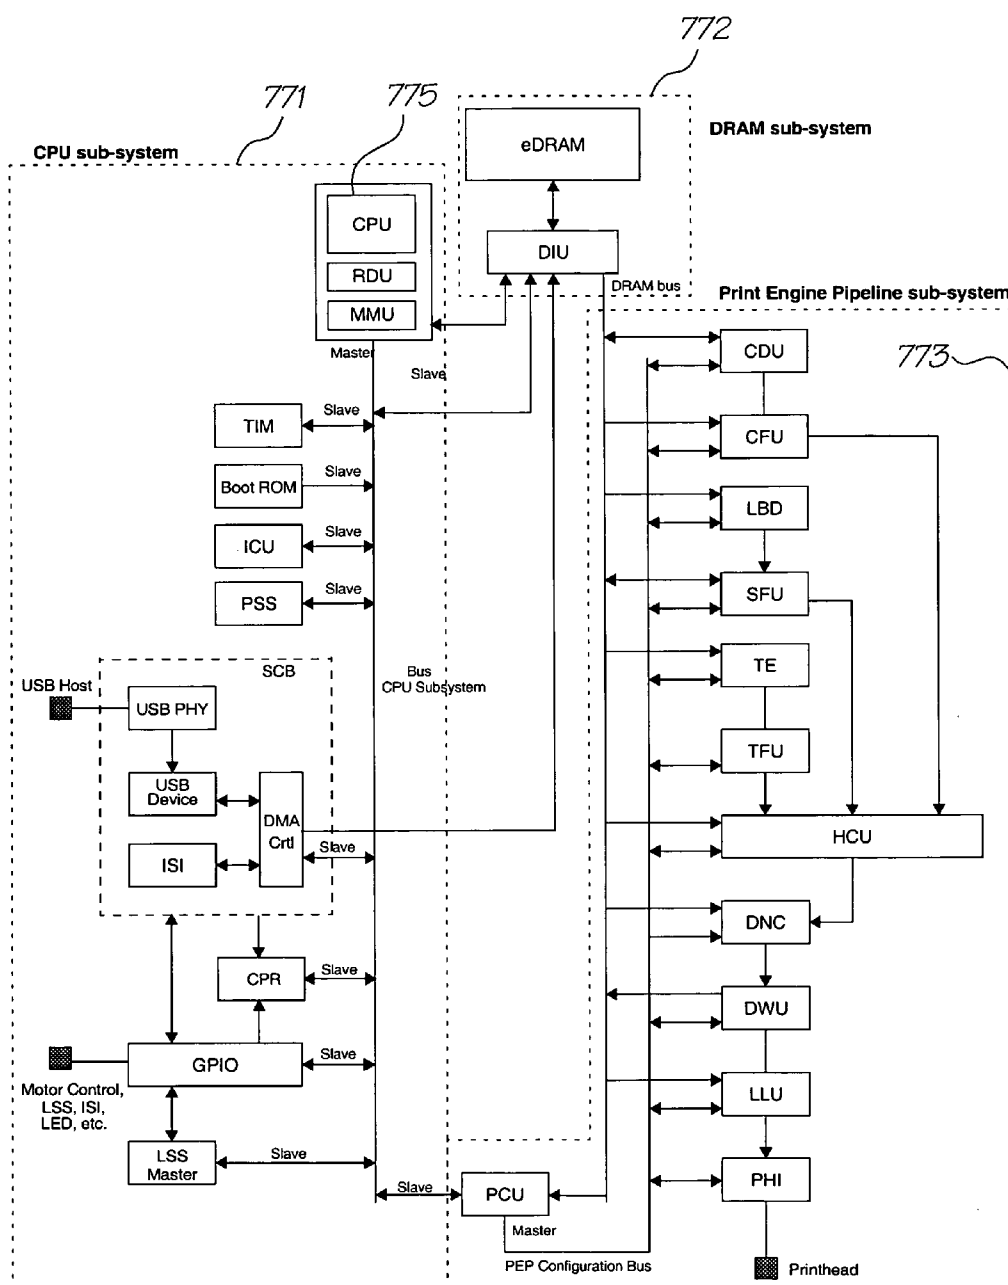 772
771
775
DRAM sub-system
CPU sub-system
eDRAM
CPU
DIU
RDU
DRAM bus
Print Engine Pipeline sub-system
MMU
Master
CDU
773
Slave
Slave
TIM
CFU
Slave
Boot ROM
LBD
Slave
ICU
Slave
PSS
SFU
TE
SCB
Bus
CPU Subsystem
USB Host
USB PHY
TFU
USB
Device
DMA
Crtl
HCU
Slave
ISI
DNC
Slave
CPR
DWU
Slave
GPIO
Motor Control,
LSS, ISI,
LED, etc.
LLU
LSS
Master
Slave
PHI
Slave
PCU
Master
PEP Configuration Bus
Printhead